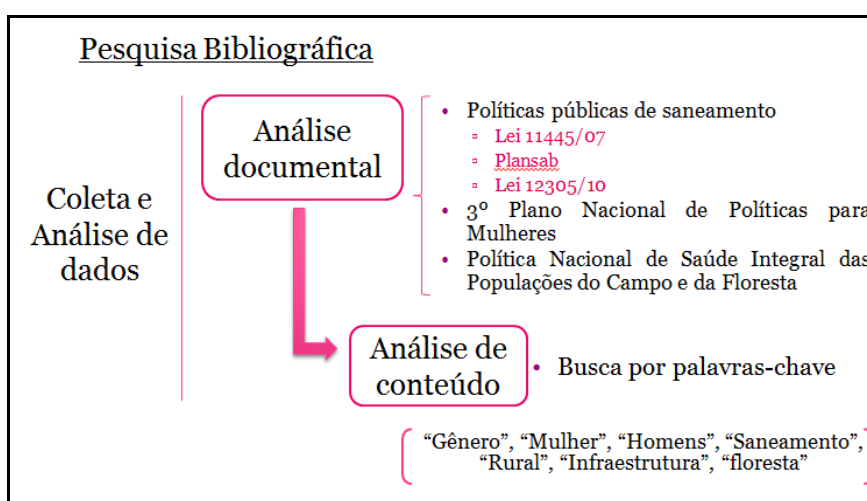 Pesquisa Bibliográfica
Coleta e
Análise de
dados
Análise
documental
• Políticas públicas de saneamento
▫ Lei 11445/07
▫ Plansab
▫ Lei 12305/10
• 3º Plano Nacional de Políticas para
Mulheres
• Política Nacional de Saúde Integral das
Populações do Campo e da Floresta
Análise de
conteúdo
• Busca por palavras-chave
“Gênero”, “Mulher”, “Homens”, “Saneamento”,
“Rural”, “Infraestrutura”, “floresta”